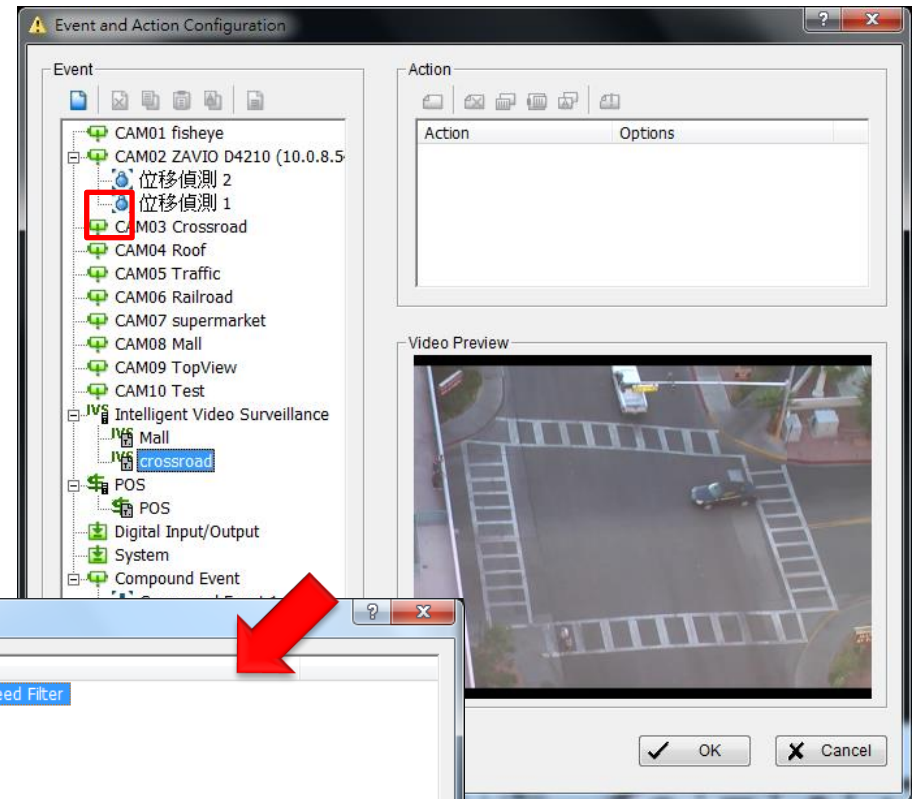 Event and Action Configuration
Event
CAM01 fisheye
CAM02 ZAVIO D4210 (10.0.8.5
位移偵測 2
位移偵測 1
CAM03 Crossroad
CAM04 Roof
CAM05 Traffic
CAM06 Railroad
CAM07 supermarket
CAM08 Mall
CAM09 TopView
CAM10 Test
IVS Intelligent Video Surveillance
IVS Mall
IVS crossroad
POS
POS
Digital Input/Output
System
Compound Event
Action
Action Options
Video Preview
OK Cancel
eed Filter